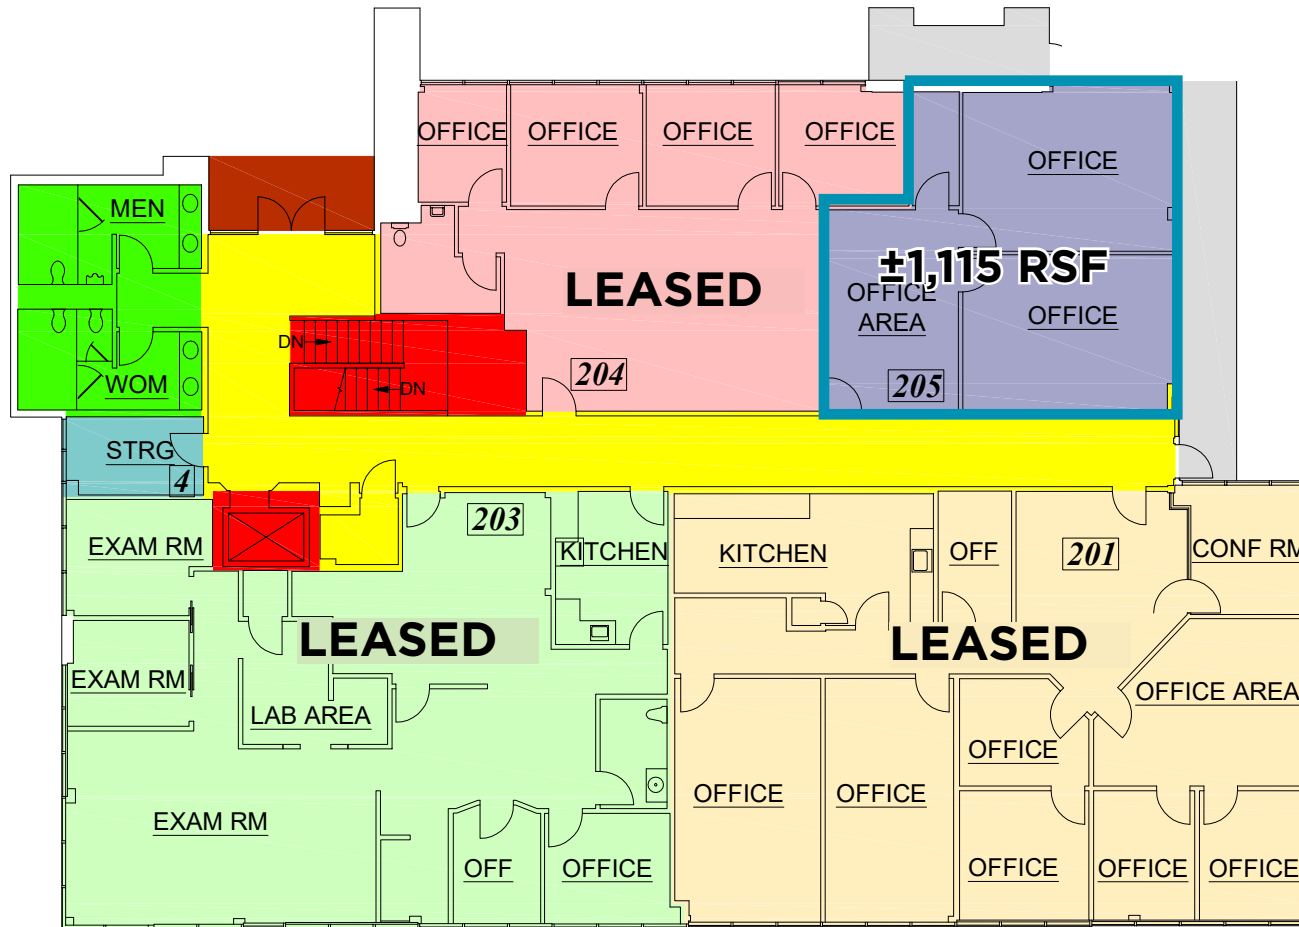 OFFICE
OFFICE
OFFICE
OFFICE
OFFICE
MEN
±1,115 RSF
LEASED
OFFICE
AREA
OFFICE
DN
DN
204
205
WOM
STRG
4
203
EXAM RM
KITCHEN
KITCHEN
OFF
201
CONF RM
LEASED
LEASED
EXAM RM
LAB AREA
OFFICE AREA
OFFICE
OFFICE
OFFICE
EXAM RM
OFF
OFFICE
OFFICE
OFFICE
OFFICE